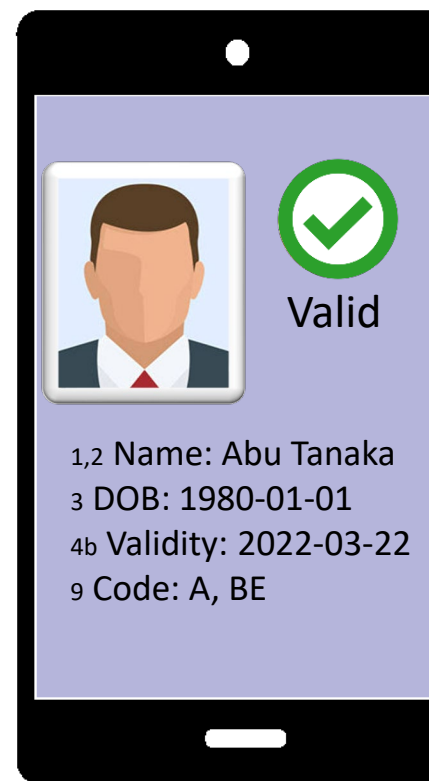 Valid
1,2 Name: Abu Tanaka
3 DOB: 1980-01-01
4b Validity: 2022-03-22
9 Code: A, BE